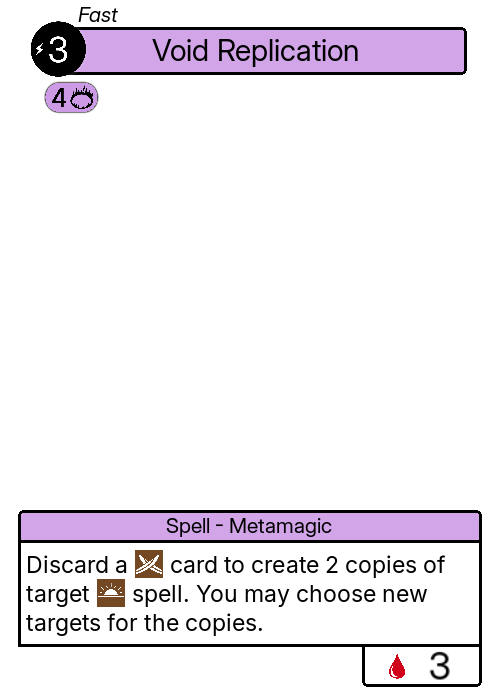 Fast
3
Void Replication
4
Spell - Metamagic
Discard a card to create 2 copies of
target spell. You may choose new
targets for the copies.
3